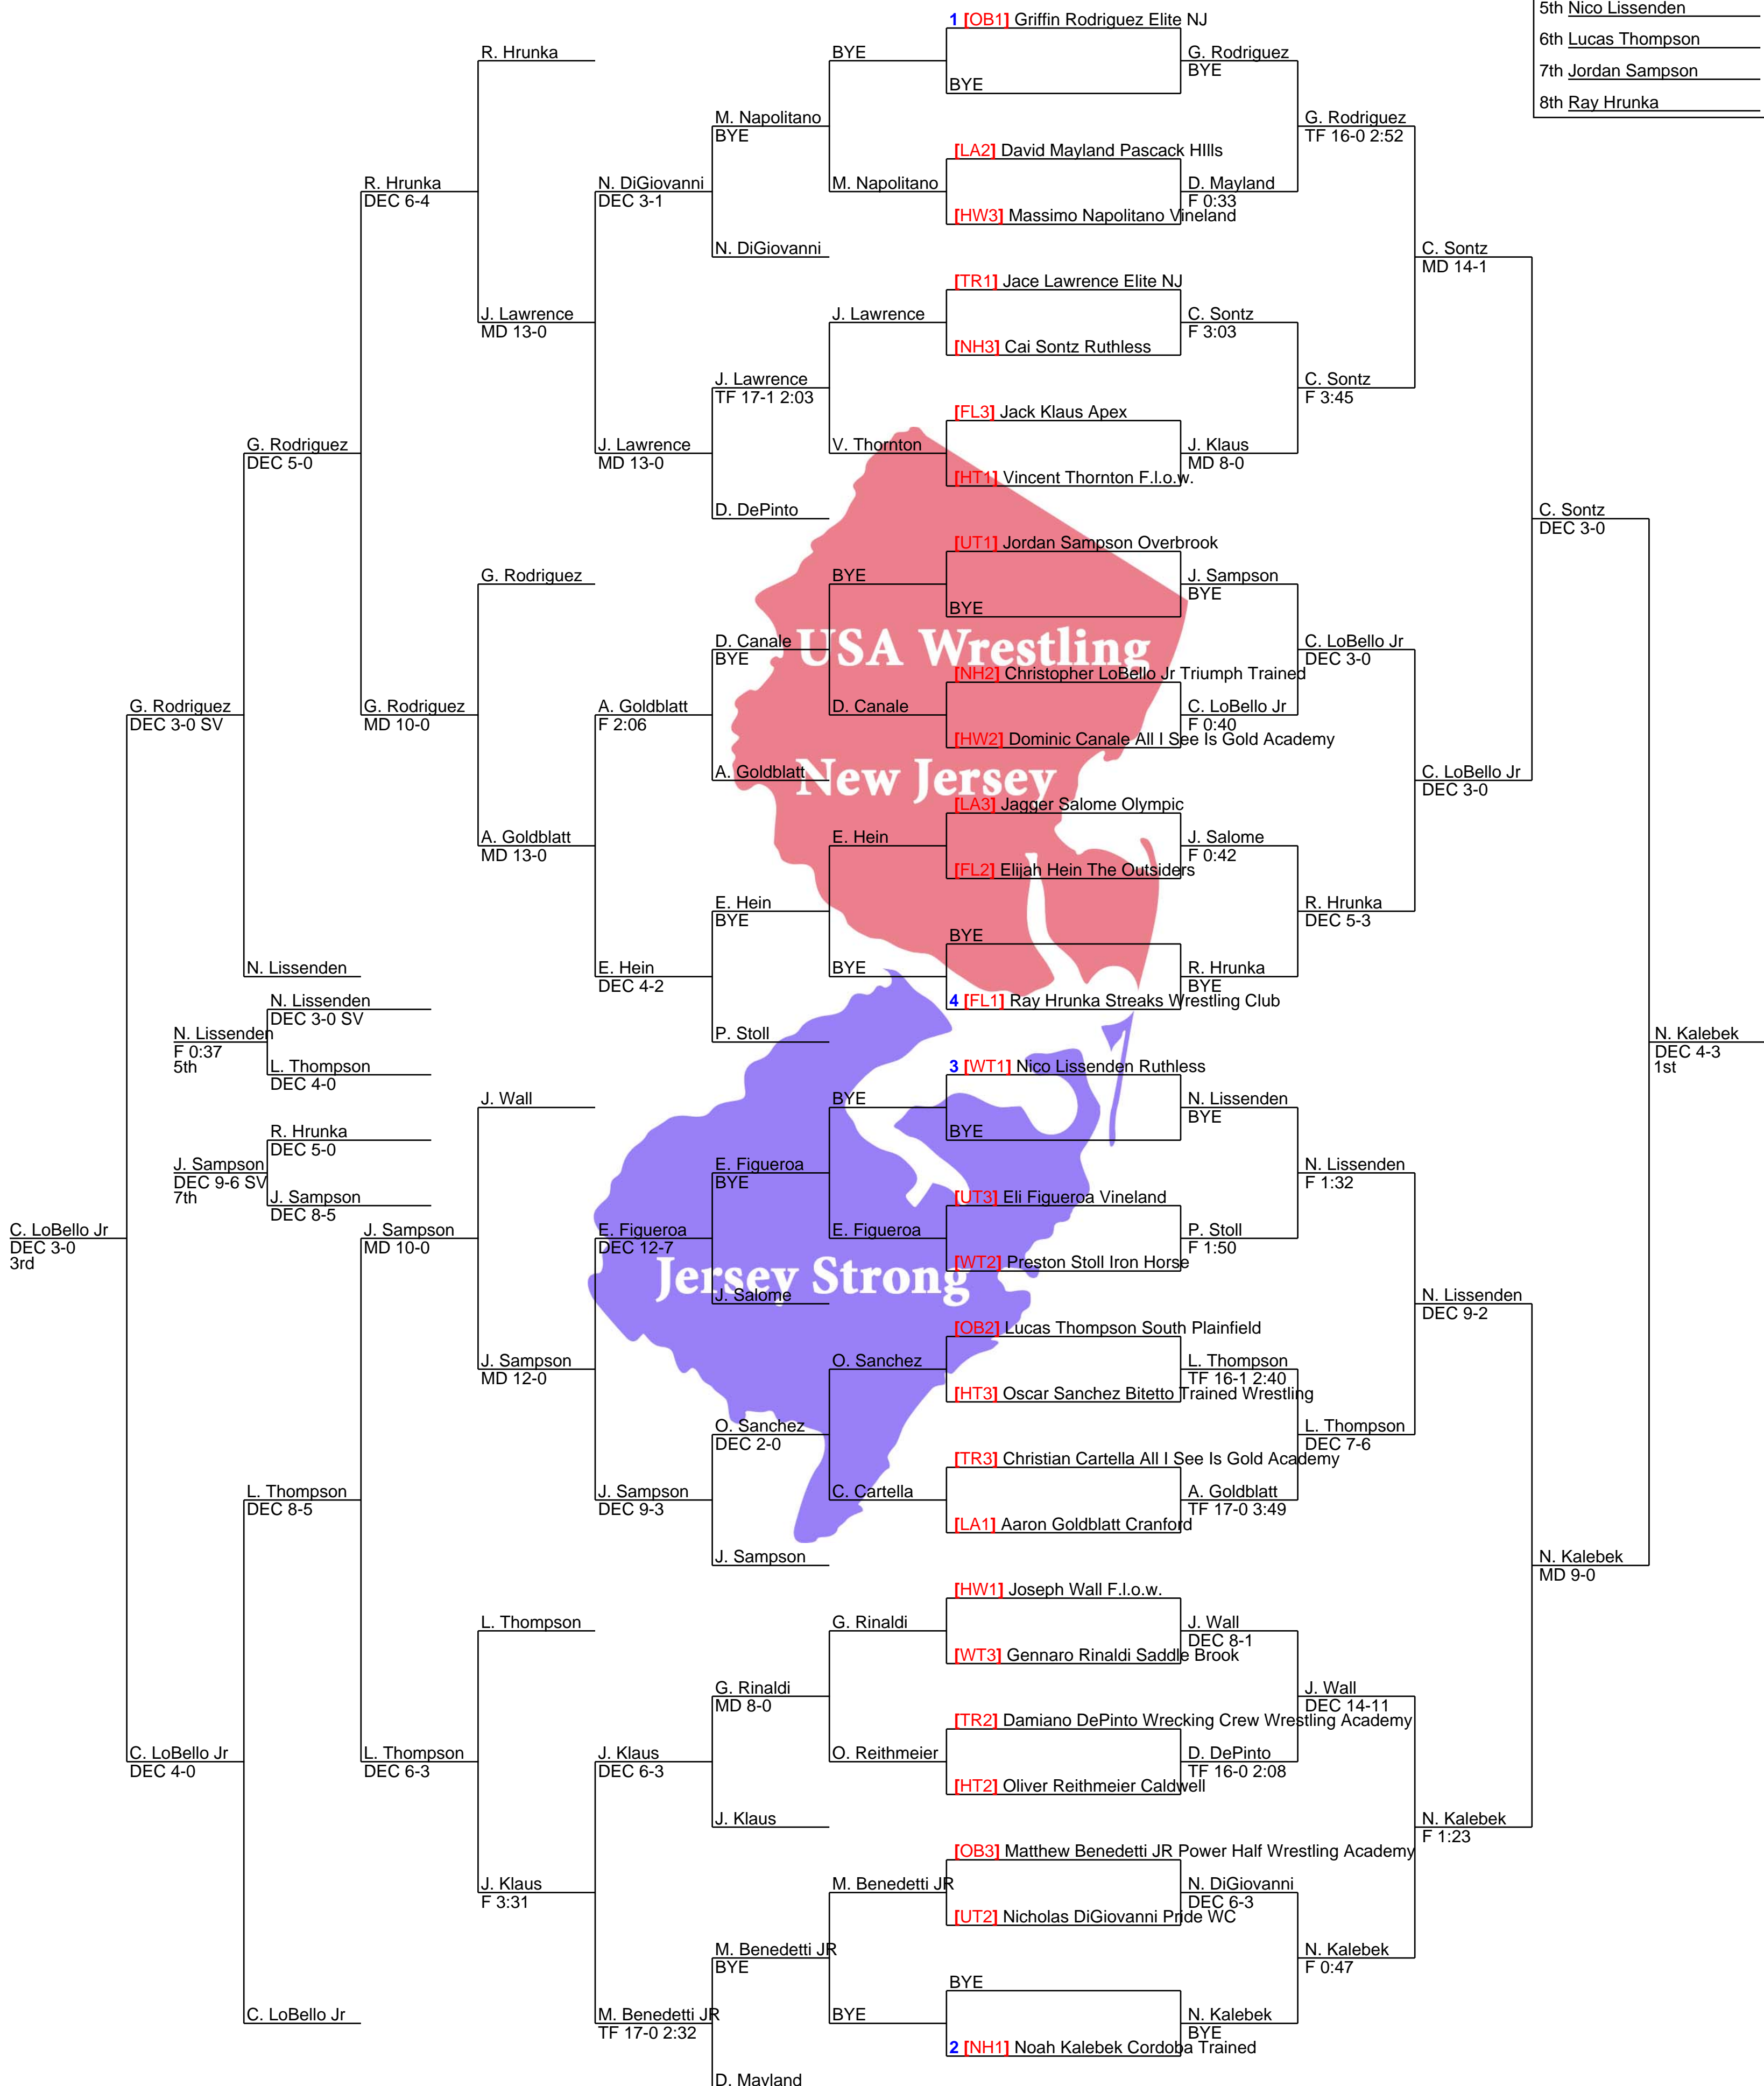 5th Nico Lissenden
6th Lucas Thompson
7th Jordan Sampson
8th Ray Hrunka
1 [OB1] Griffin Rodriguez Elite NJ
BYE
[LA2] David Mayland Pascack HIlls
[HW3] Massimo Napolitano Vineland
[TR1] Jace Lawrence Elite NJ
[NH3] Cai Sontz Ruthless
[FL3] Jack Klaus Apex
[HT1] Vincent Thornton F.l.o.w.
[UT1] Jordan Sampson Overbrook
BYE
[NH2] Christopher LoBello Jr Triumph Trained
[HW2] Dominic Canale All I See Is Gold Academy
[LA3] Jagger Salome Olympic
[FL2] Elijah Hein The Outsiders
BYE
4 [FL1] Ray Hrunka Streaks Wrestling Club
3 [WT1] Nico Lissenden Ruthless
BYE
[UT3] Eli Figueroa Vineland
[WT2] Preston Stoll Iron Horse
[OB2] Lucas Thompson South Plainfield
[HT3] Oscar Sanchez Bitetto Trained Wrestling
[TR3] Christian Cartella All I See Is Gold Academy
[LA1] Aaron Goldblatt Cranford
[HW1] Joseph Wall F.l.o.w.
[WT3] Gennaro Rinaldi Saddle Brook
[TR2] Damiano DePinto Wrecking Crew Wrestling Academy
[HT2] Oliver Reithmeier Caldwell
[OB3] Matthew Benedetti JR Power Half Wrestling Academy
[UT2] Nicholas DiGiovanni Pride WC
BYE
2 [NH1] Noah Kalebek Cordoba Trained
G. Rodriguez
BYE
D. Mayland
F 0:33
C. Sontz
F 3:03
J. Klaus
MD 8-0
J. Sampson
BYE
C. LoBello Jr
F 0:40
J. Salome
F 0:42
R. Hrunka
BYE
N. Lissenden
BYE
P. Stoll
F 1:50
L. Thompson
TF 16-1 2:40
A. Goldblatt
TF 17-0 3:49
J. Wall
DEC 8-1
D. DePinto
TF 16-0 2:08
N. DiGiovanni
DEC 6-3
N. Kalebek
BYE
G. Rodriguez
TF 16-0 2:52
C. Sontz
F 3:45
C. LoBello Jr
DEC 3-0
R. Hrunka
DEC 5-3
N. Lissenden
F 1:32
L. Thompson
DEC 7-6
J. Wall
DEC 14-11
N. Kalebek
F 0:47
C. Sontz
MD 14-1
C. LoBello Jr
DEC 3-0
N. Lissenden
DEC 9-2
N. Kalebek
F 1:23
C. Sontz
DEC 3-0
N. Kalebek
MD 9-0
N. Kalebek
DEC 4-3
1st
BYE
M. Napolitano
J. Lawrence
V. Thornton
BYE
D. Canale
E. Hein
BYE
BYE
E. Figueroa
O. Sanchez
C. Cartella
G. Rinaldi
O. Reithmeier
M. Benedetti JR
BYE
M. Napolitano
BYE
N. DiGiovanni
J. Lawrence
TF 17-1 2:03
D. DePinto
D. Canale
BYE
A. Goldblatt
E. Hein
BYE
P. Stoll
E. Figueroa
BYE
J. Salome
O. Sanchez
DEC 2-0
J. Sampson
G. Rinaldi
MD 8-0
J. Klaus
M. Benedetti JR
BYE
D. Mayland
N. DiGiovanni
DEC 3-1
J. Lawrence
MD 13-0
A. Goldblatt
F 2:06
E. Hein
DEC 4-2
E. Figueroa
DEC 12-7
J. Sampson
DEC 9-3
J. Klaus
DEC 6-3
M. Benedetti JR
TF 17-0 2:32
R. Hrunka
J. Lawrence
MD 13-0
G. Rodriguez
A. Goldblatt
MD 13-0
J. Wall
J. Sampson
MD 12-0
L. Thompson
J. Klaus
F 3:31
R. Hrunka
DEC 6-4
G. Rodriguez
MD 10-0
J. Sampson
MD 10-0
L. Thompson
DEC 6-3
G. Rodriguez
DEC 5-0
N. Lissenden
L. Thompson
DEC 8-5
C. LoBello Jr
G. Rodriguez
DEC 3-0 SV
C. LoBello Jr
DEC 4-0
C. LoBello Jr
DEC 3-0
3rd
N. Lissenden
DEC 3-0 SV
L. Thompson
DEC 4-0
N. Lissenden
F 0:37
5th
R. Hrunka
DEC 5-0
J. Sampson
DEC 8-5
J. Sampson
DEC 9-6 SV
7th
USA Wrestling
New Jersey
Jersey Strong